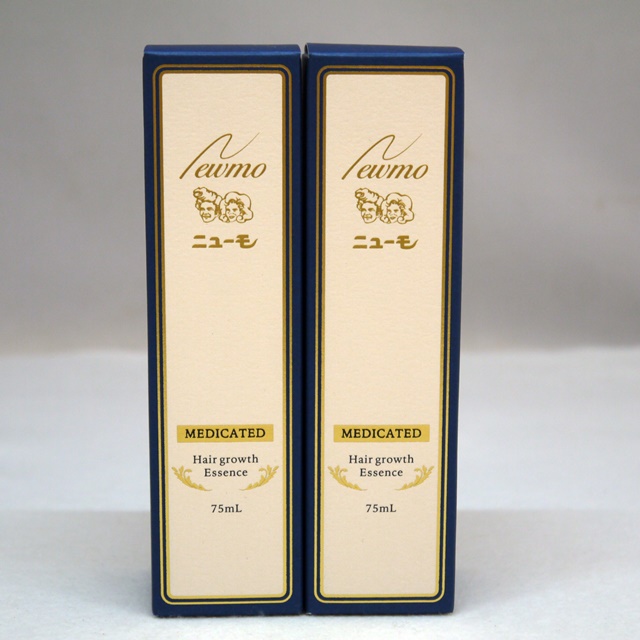 Newmo
ニューモ
MEDICATED
Hair growth
Essence
75mL
Newmo
ニューモ
MEDICATED
Hair growth
Essence
75mL